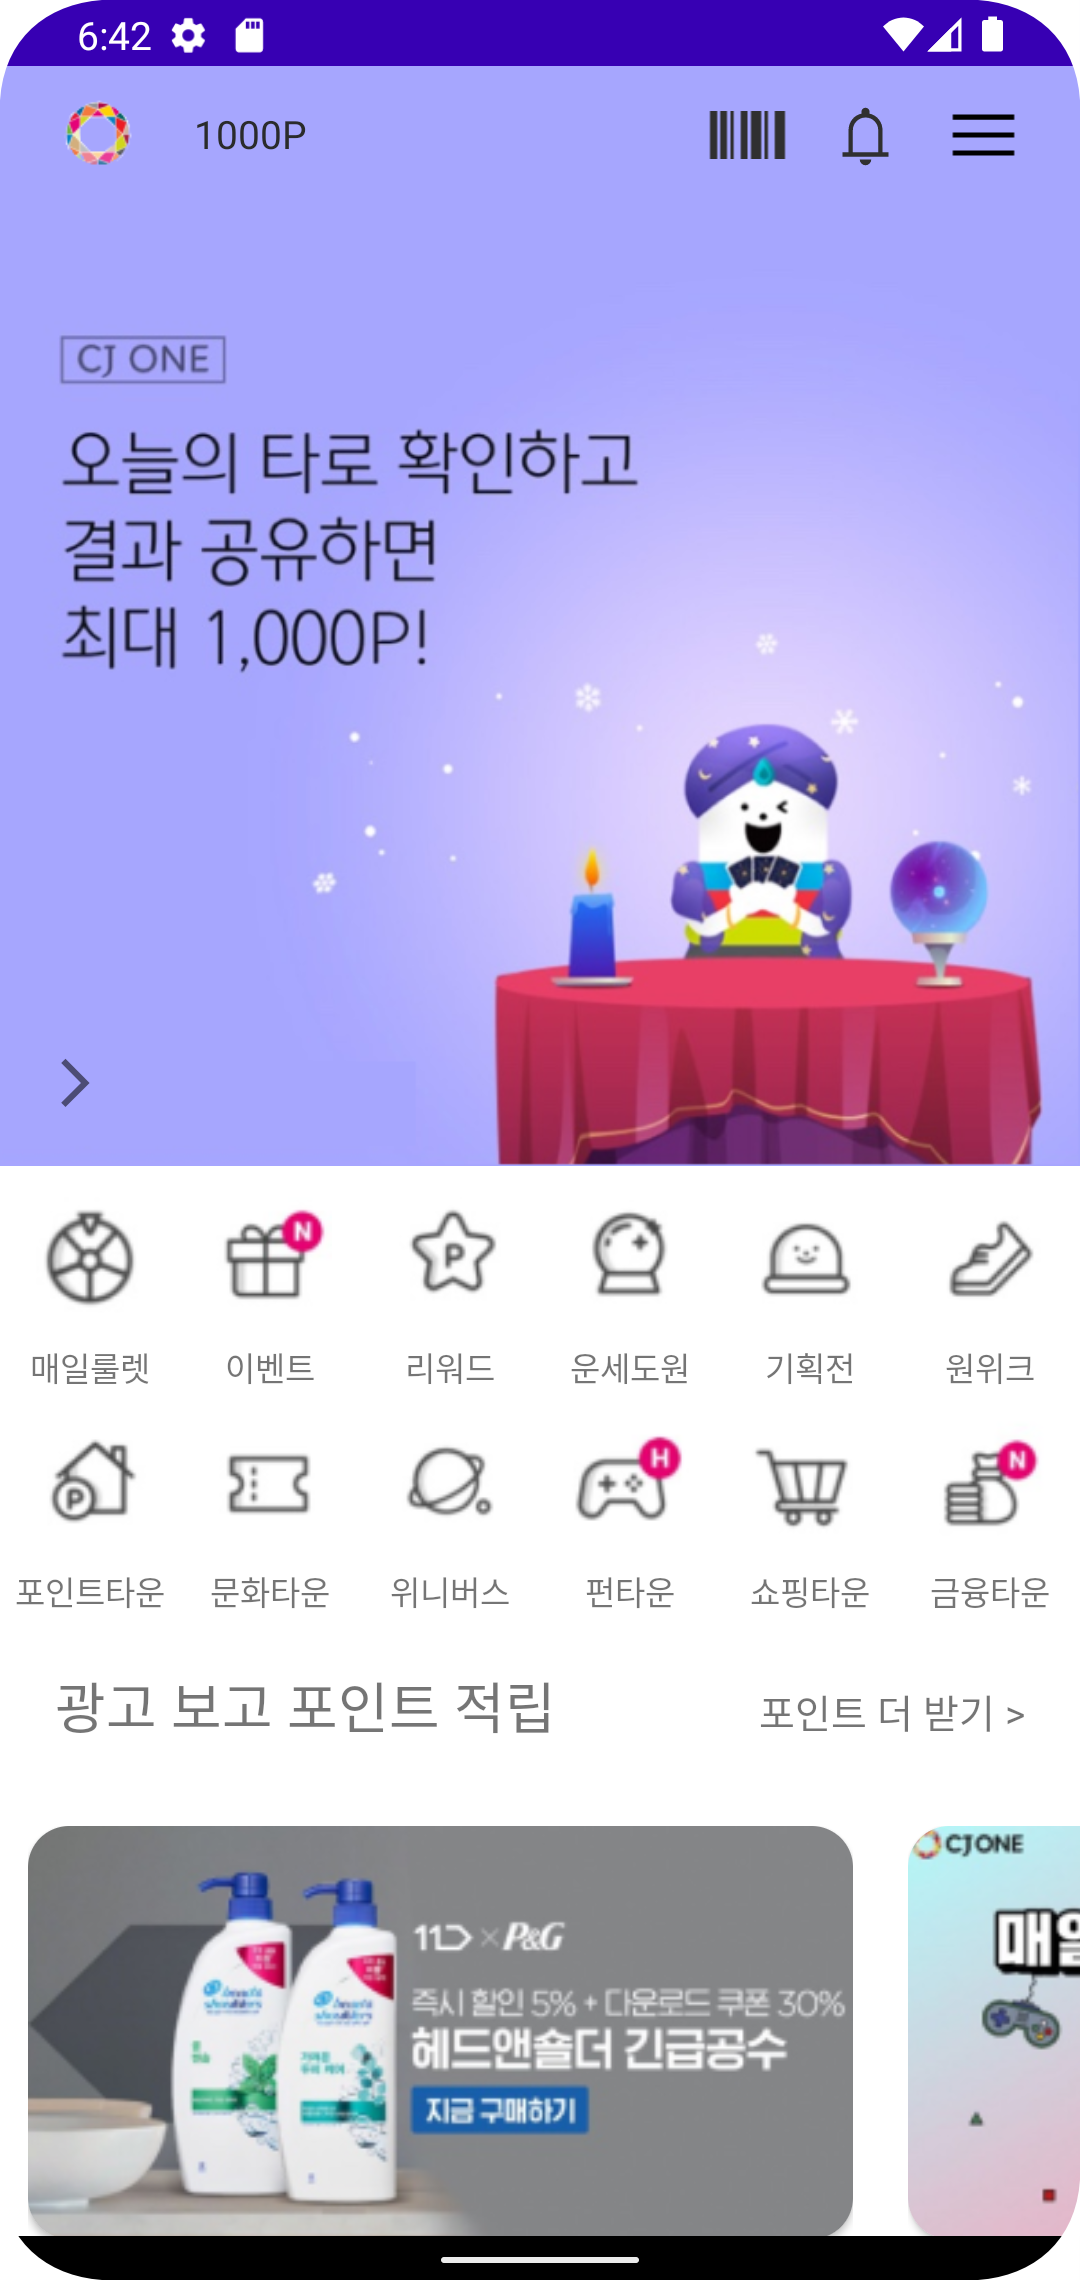 6:42
1000P
CJ ONE
오늘의 타로 확인하고
결과 공유하면
최대 1,000P!
N
P
매일룰렛 이벤트 리워드 운세도원 기획전 원위크
P
H
N
포인트타운 문화타운 위니버스 펀타운 쇼핑타운 금융타운
광고 보고 포인트 적립
포인트 더 받기 >
11D × P&G
즉시 할인 5% + 다운로드 쿠폰 30%
헤드앤숄더 긴급공수
지금 구매하기
CJ ONE